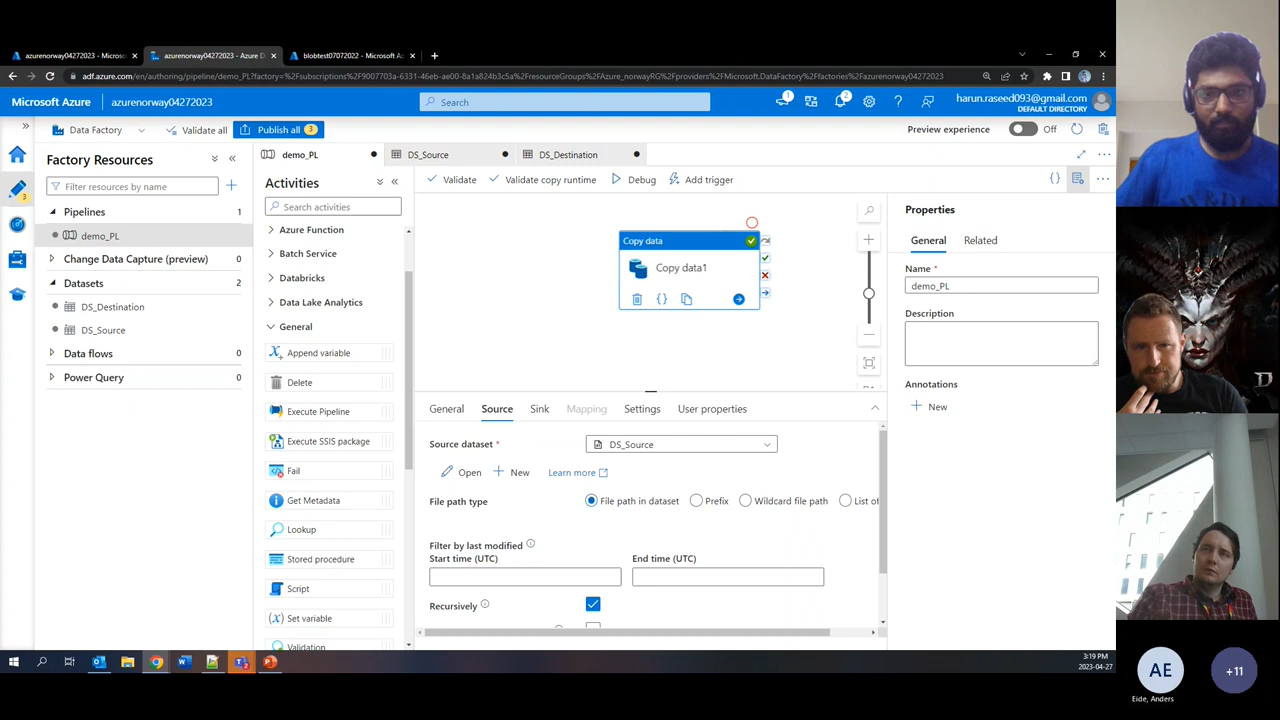 azurenorway04272023 - Microso
azurenorway04272023 - Azure D
blobtest07072022 - Microsoft A
adf.azure.com/en/authoring/pipeline/demo_PL?factory=%2Fsubscriptions%2F9007703a-6331-46eb-ae00-8a1a824b3c5a%2FresourceGroups%2FAzure_norwayRG%2Fproviders%2FMicrosoft.DataFactory%2Ffactories%2Fazurenorway04272023
Microsoft Azure
azurenorway04272023
Search
1
2
harun.raseed093@gmail.com
DEFAULT DIRECTORY
Data Factory
Validate all
Publish all 3
Preview experience
Off
Factory Resources
Filter resources by name
Pipelines 1
demo_PL
Change Data Capture (preview) 0
Datasets 2
DS_Destination
DS_Source
Data flows 0
Power Query 0
3
demo_PL
DS_Source
DS_Destination
Activities
Search activities
Azure Function
Batch Service
Databricks
Data Lake Analytics
General
Append variable
Delete
Execute Pipeline
Execute SSIS package
Fail
Get Metadata
Lookup
Stored procedure
Script
Set variable
Validation
Validate
Validate copy runtime
Debug
Add trigger
Copy data
Copy data1
General
Source
Sink
Mapping
Settings
User properties
Source dataset *
DS_Source
Open
New
Learn more
File path type
File path in dataset
Prefix
Wildcard file path
List of
Filter by last modified
Start time (UTC)
End time (UTC)
Recursively
Properties
General
Related
Name *
demo_PL
Description
Annotations
New
3:19 PM
2023-04-27
AE
Eide, Anders
+11